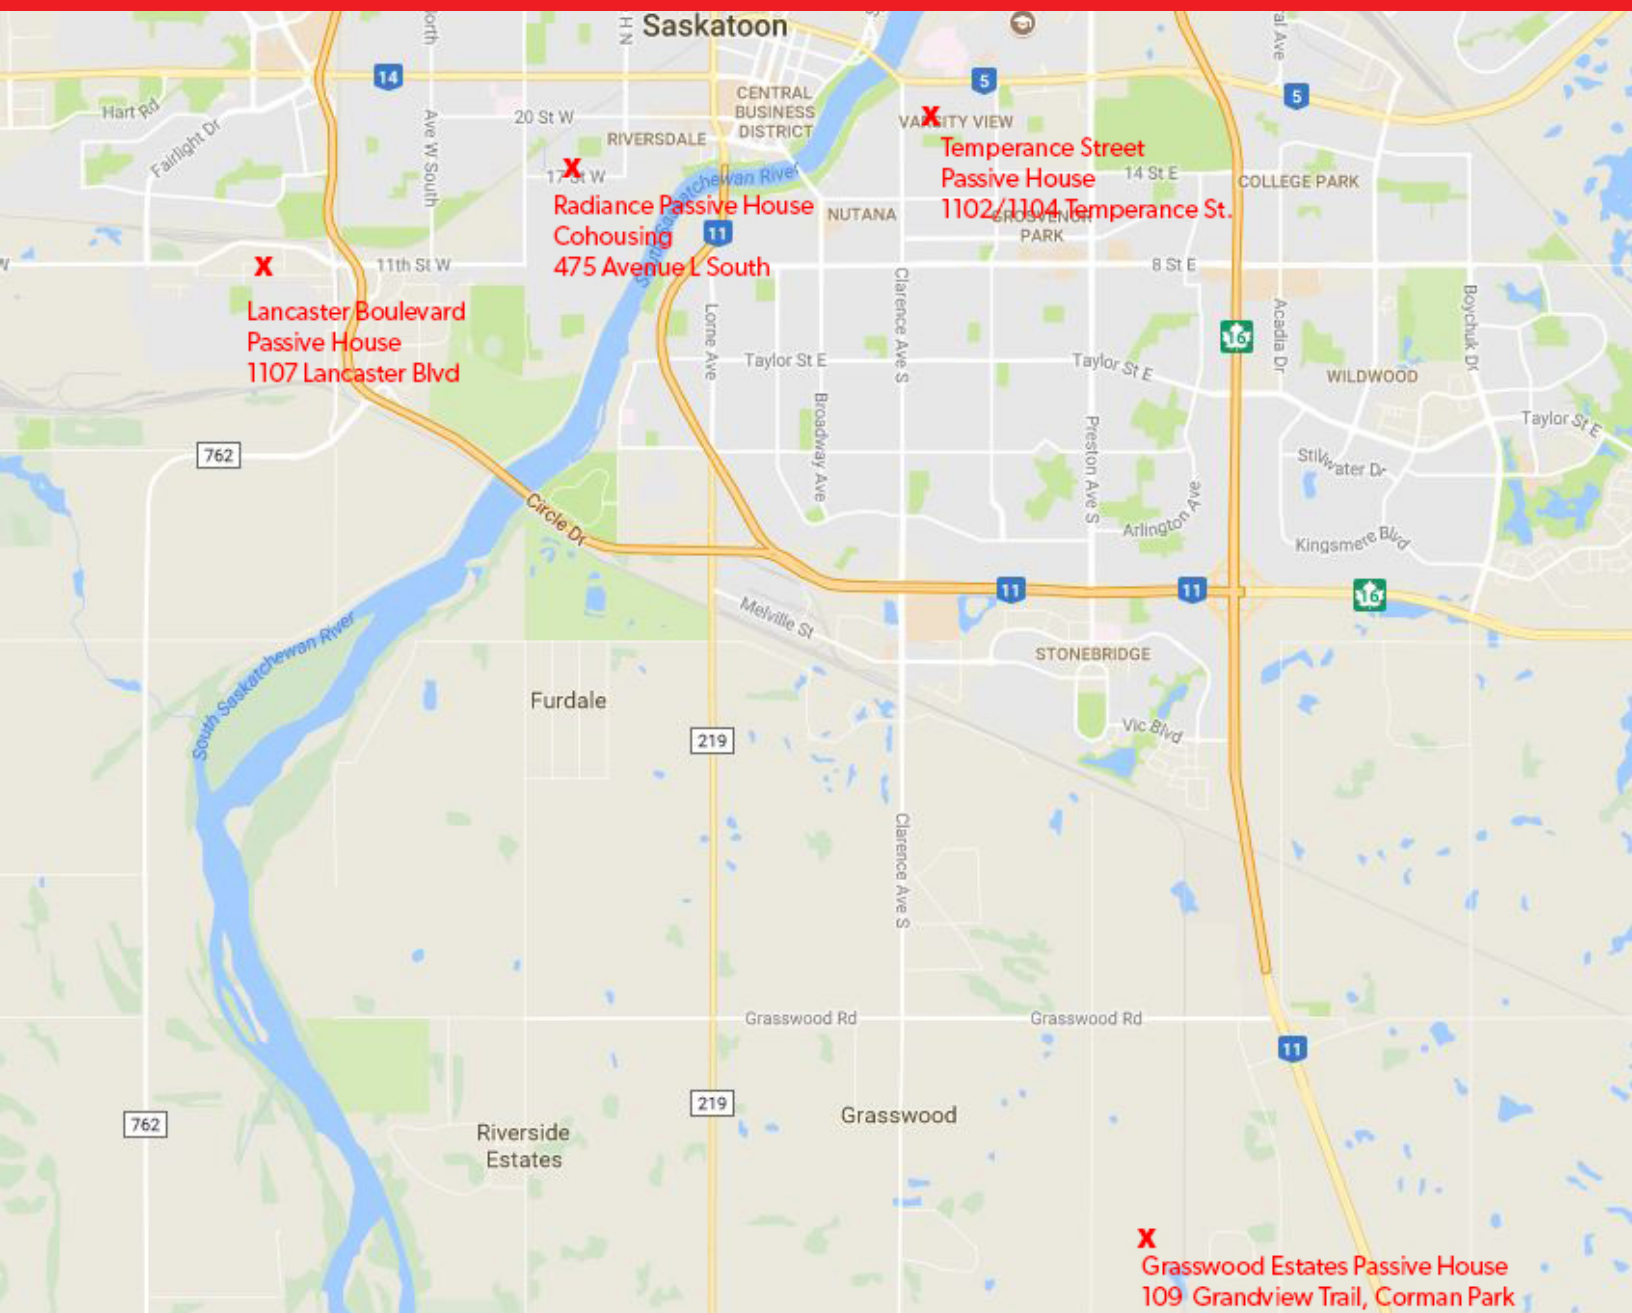 Saskatoon
H N
14
5
5
CENTRAL
BUSINESS
DISTRICT
Hart Rd
Fairlight Dr
Ave W South
20 St W
RIVERSDALE
VARSITY VIEW
X
Temperance Street
Passive House
1102/1104 Temperance St.
14 St E
COLLEGE PARK
GROSVENOR
PARK
X
17 St W
Radiance Passive House
Cohousing
475 Avenue L South
South Saskatchewan River
NUTANA
11
8 St E
X
11th St W
Lancaster Boulevard
Passive House
1107 Lancaster Blvd
Lorne Ave
Clarence Ave S
Acadia Dr
Boychuk Dr
16
Taylor St E
Taylor St E
WILDWOOD
Taylor St E
Broadway Ave
Preston Ave S
762
Stillwater Dr
Circle Dr
Arlington Ave
Kingsmere Blvd
11
11
16
Melville St
South Saskatchewan River
STONEBRIDGE
Furdale
219
Vic Blvd
Clarence Ave S
Grasswood Rd
Grasswood Rd
11
219
Grasswood
762
Riverside
Estates
X
Grasswood Estates Passive House
109 Grandview Trail, Corman Park